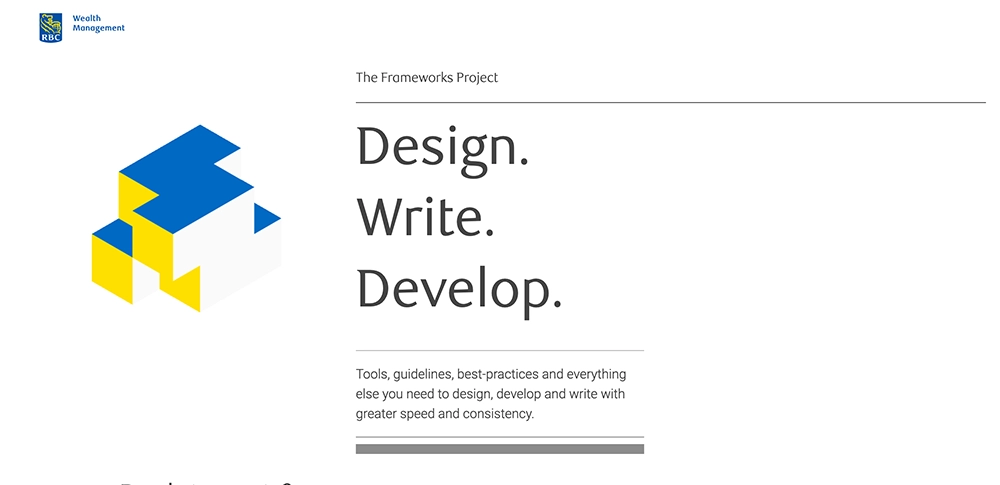 Wealth
Management
RBC
The Frameworks Project
Design.
Write.
Develop.
Tools, guidelines, best-practices and everything
else you need to design, develop and write with
greater speed and consistency.